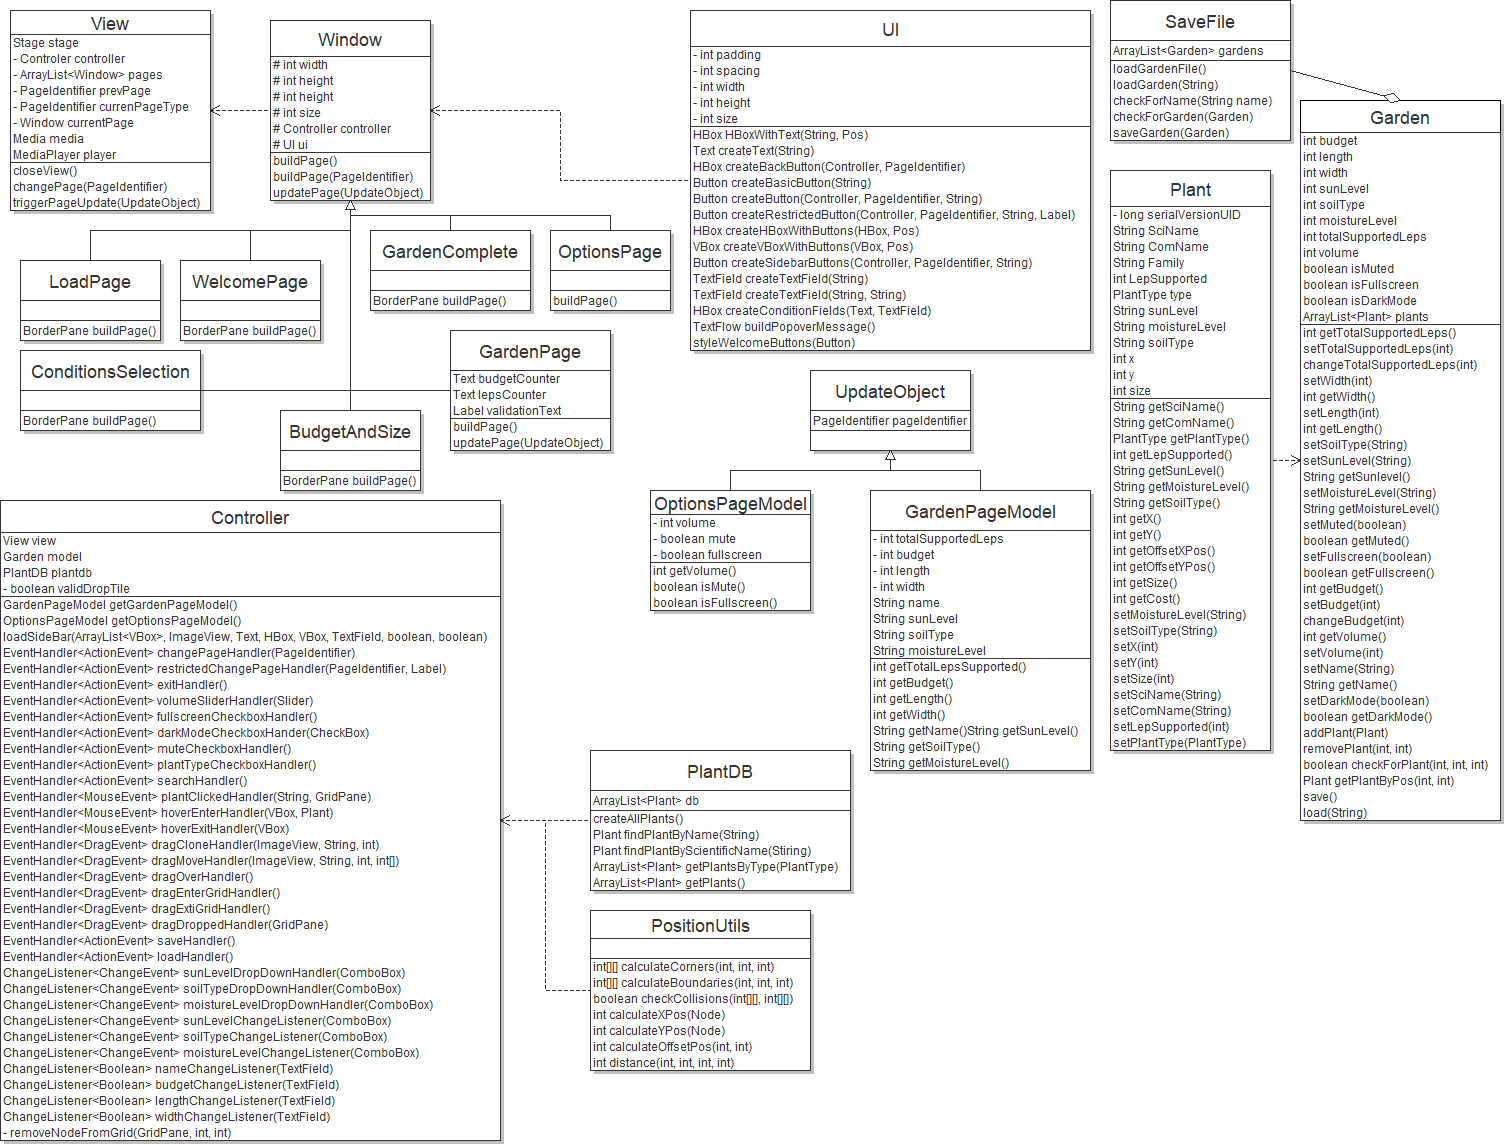 View
Stage stage
- Controler controller
- ArrayList<Window> pages
- PageIdentifier prevPage
- PageIdentifier currenPageType
- Window currentPage
Media media
MediaPlayer player
closeView()
changePage(PageIdentifier)
triggerPageUpdate(UpdateObject)
Window
# int width
# int height
# int height
# int size
# Controller controller
# UI ui
buildPage()
buildPage(PageIdentifier)
updatePage(UpdateObject)
UI
- int padding
- int spacing
- int width
- int height
- int size
HBox HBoxWithText(String, Pos)
Text createText(String)
HBox createBackButton(Controller, PageIdentifier)
Button createBasicButton(String)
Button createButton(Controller, PageIdentifier, String)
Button createRestrictedButton(Controller, PageIdentifier, String, Label)
HBox createHBoxWithButtons(HBox, Pos)
VBox createVBoxWithButtons(VBox, Pos)
Button createSidebarButtons(Controller, PageIdentifier, String)
TextField createTextField(String)
TextField createTextField(String, String)
HBox createConditionFields(Text, TextField)
TextFlow buildPopoverMessage()
styleWelcomeButtons(Button)
SaveFile
ArrayList<Garden> gardens
loadGardenFile()
loadGarden(String)
checkForName(String name)
checkForGarden(Garden)
saveGarden(Garden)
Garden
int budget
int length
int width
int sunLevel
int soilType
int moistureLevel
int totalSupportedLeps
int volume
boolean isMuted
boolean isFullscreen
boolean isDarkMode
ArrayList<Plant> plants
int getTotalSupportedLeps()
setTotalSupportedLeps(int)
changeTotalSupportedLeps(int)
setWidth(int)
int getWidth()
setLength(int)
int getLength()
setSoilType(String)
setSunLevel(String)
String getSunlevel()
setMoistureLevel(String)
String getMoistureLevel()
setMuted(boolean)
boolean getMuted()
setFullscreen(boolean)
boolean getFullscreen()
int getBudget()
setBudget(int)
changeBudget(int)
int getVolume()
setVolume(int)
setName(String)
String getName()
setDarkMode(boolean)
boolean getDarkMode()
addPlant(Plant)
removePlant(int, int)
boolean checkForPlant(int, int, int)
Plant getPlantByPos(int, int)
save()
load(String)
Plant
- long serialVersionUID
String SciName
String ComName
String Family
int LepSupported
PlantType type
String sunLevel
String moistureLevel
String soilType
int x
int y
int size
String getSciName()
String getComName()
PlantType getPlantType()
int getLepSupported()
String getSunLevel()
String getMoistureLevel()
String getSoilType()
int getX()
int getY()
int getOffsetXPos()
int getOffsetYPos()
int getSize()
int getCost()
setMoistureLevel(String)
setSoilType(String)
setX(int)
setY(int)
setSize(int)
setSciName(String)
setComName(String)
setLepSupported(int)
setPlantType(PlantType)
LoadPage
BorderPane buildPage()
WelcomePage
BorderPane buildPage()
GardenComplete
BorderPane buildPage()
OptionsPage
buildPage()
ConditionsSelection
BorderPane buildPage()
GardenPage
Text budgetCounter
Text lepsCounter
Label validationText
buildPage()
updatePage(UpdateObject)
BudgetAndSize
BorderPane buildPage()
UpdateObject
PageIdentifier pageIdentifier
OptionsPageModel
- int volume
- boolean mute
- boolean fullscreen
int getVolume()
boolean isMute()
boolean isFullscreen()
GardenPageModel
- int totalSupportedLeps
- int budget
- int length
- int width
String name
String sunLevel
String soilType
String moistureLevel
int getTotalLepsSupported()
int getBudget()
int getLength()
int getWidth()
String getName()String getSunLevel()
String getSoilType()
String getMoistureLevel()
Controller
View view
Garden model
PlantDB plantdb
- boolean validDropTile
GardenPageModel getGardenPageModel()
OptionsPageModel getOptionsPageModel()
loadSideBar(ArrayList<VBox>, ImageView, Text, HBox, VBox, TextField, boolean, boolean)
EventHandler<ActionEvent> changePageHandler(PageIdentifier)
EventHandler<ActionEvent> restrictedChangePageHandler(PageIdentifier, Label)
EventHandler<ActionEvent> exitHandler()
EventHandler<ActionEvent> volumeSliderHandler(Slider)
EventHandler<ActionEvent> fullscreenCheckboxHandler()
EventHandler<ActionEvent> darkModeCheckboxHander(CheckBox)
EventHandler<ActionEvent> muteCheckboxHandler()
EventHandler<ActionEvent> plantTypeCheckboxHandler()
EventHandler<ActionEvent> searchHandler()
EventHandler<MouseEvent> plantClickedHandler(String, GridPane)
EventHandler<MouseEvent> hoverEnterHandler(VBox, Plant)
EventHandler<MouseEvent> hoverExitHandler(VBox)
EventHandler<DragEvent> dragCloneHandler(ImageView, String, int)
EventHandler<DragEvent> dragMoveHandler(ImageView, String, int, int[])
EventHandler<DragEvent> dragOverHandler()
EventHandler<DragEvent> dragEnterGridHandler()
EventHandler<DragEvent> dragExtiGridHandler()
EventHandler<DragEvent> dragDroppedHandler(GridPane)
EventHandler<ActionEvent> saveHandler()
EventHandler<ActionEvent> loadHandler()
ChangeListener<ChangeEvent> sunLevelDropDownHandler(ComboBox)
ChangeListener<ChangeEvent> soilTypeDropDownHandler(ComboBox)
ChangeListener<ChangeEvent> moistureLevelDropDownHandler(ComboBox)
ChangeListener<ChangeEvent> sunLevelChangeListener(ComboBox)
ChangeListener<ChangeEvent> soilTypeChangeListener(ComboBox)
ChangeListener<ChangeEvent> moistureLevelChangeListener(ComboBox)
ChangeListener<Boolean> nameChangeListener(TextField)
ChangeListener<Boolean> budgetChangeListener(TextField)
ChangeListener<Boolean> lengthChangeListener(TextField)
ChangeListener<Boolean> widthChangeListener(TextField)
- removeNodeFromGrid(GridPane, int, int)
PlantDB
ArrayList<Plant> db
createAllPlants()
Plant findPlantByName(String)
Plant findPlantByScientificName(Stiring)
ArrayList<Plant> getPlantsByType(PlantType)
ArrayList<Plant> getPlants()
PositionUtils
int[][] calculateCorners(int, int, int)
int[][] calculateBoundaries(int, int, int)
boolean checkCollisions(int[][], int[][])
int calculateXPos(Node)
int calculateYPos(Node)
int calculateOffsetPos(int, int)
int distance(int, int, int, int)